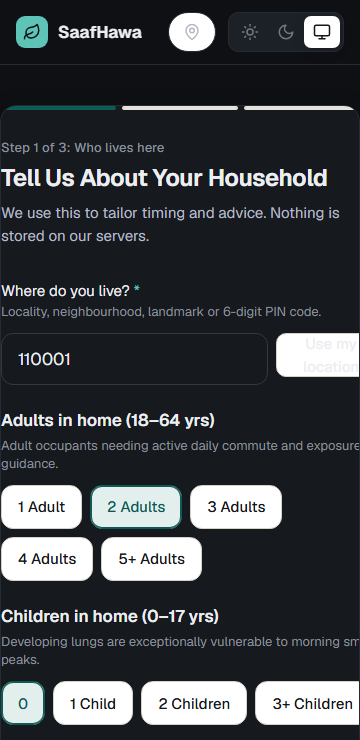 SaafHawa
Step 1 of 3: Who lives here
Tell Us About Your Household
We use this to tailor timing and advice. Nothing is
stored on our servers.
Where do you live? *
Locality, neighbourhood, landmark or 6-digit PIN code.
110001
Use my
location
Adults in home (18–64 yrs)
Adult occupants needing active daily commute and exposure
guidance.
1 Adult
2 Adults
3 Adults
4 Adults
5+ Adults
Children in home (0–17 yrs)
Developing lungs are exceptionally vulnerable to morning sm
peaks.
0
1 Child
2 Children
3+ Children